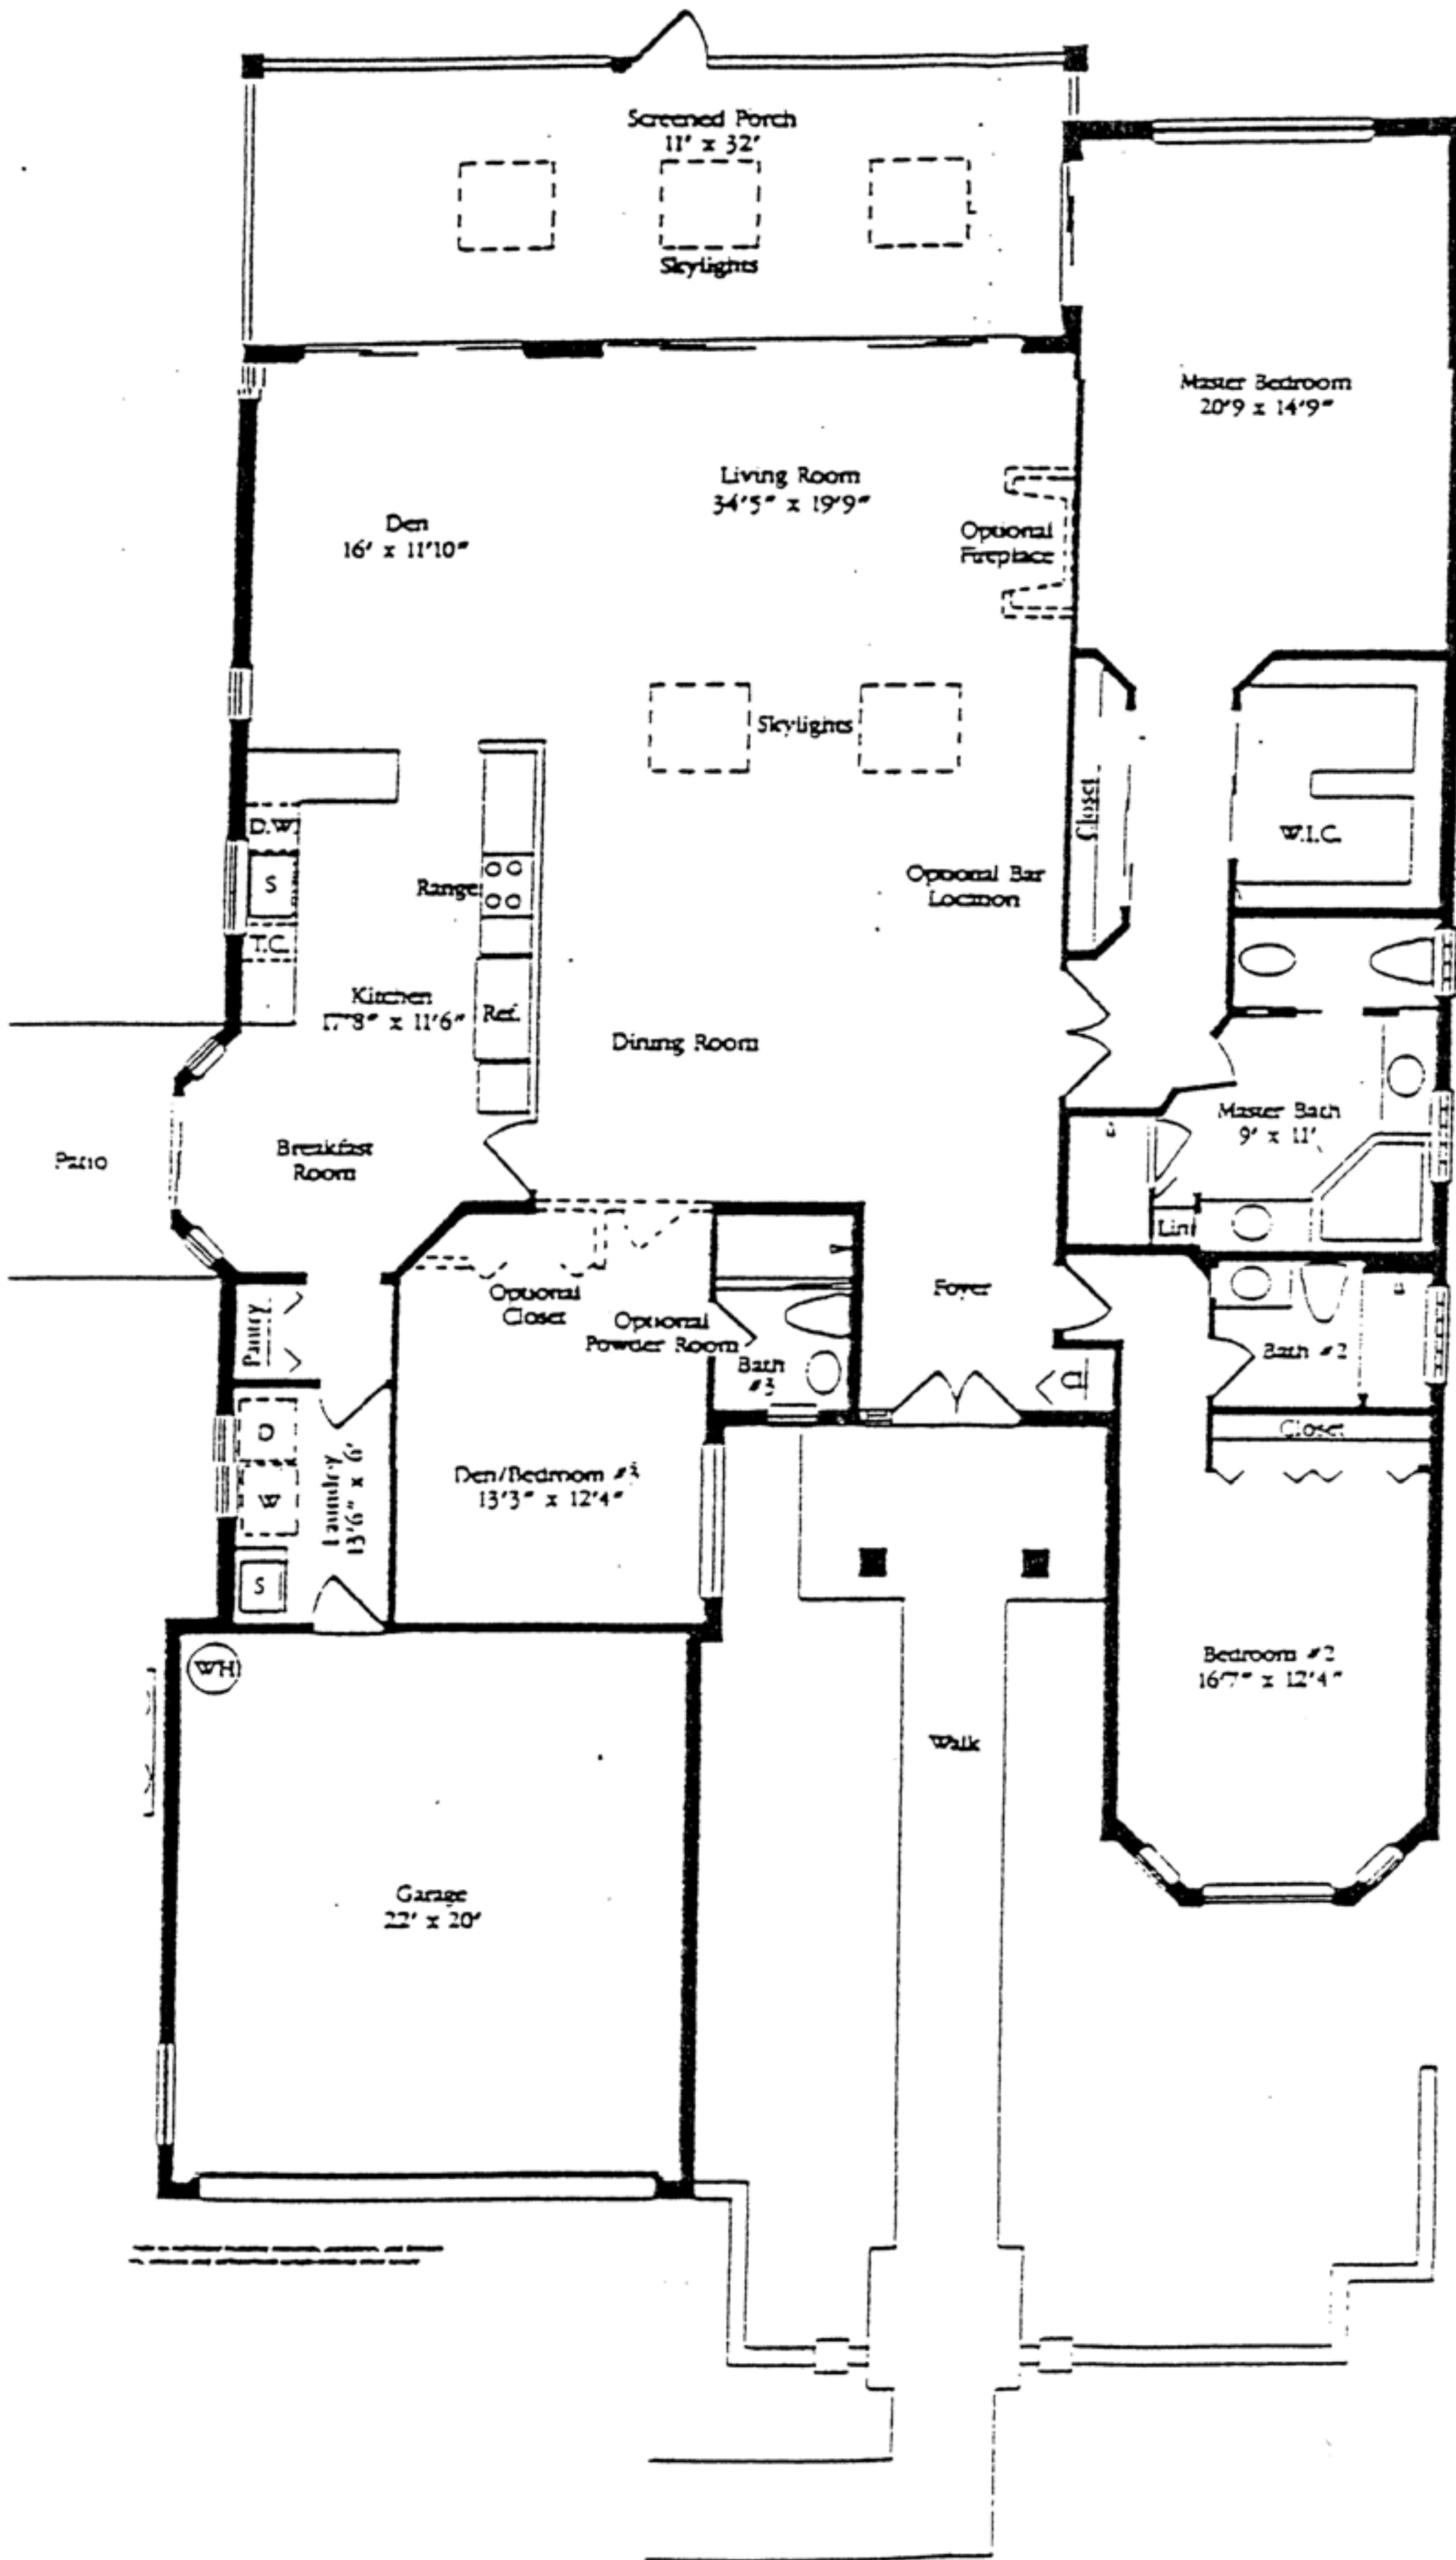 Screened Porch
11' x 32'
Skylights
Master Bedroom
20'9 x 14'9"
Living Room
34'5" x 19'9"
Den
16' x 11'10"
Optional
Fireplace
Skylights
Closet
W.I.C.
D.W.
S
T.C.
Range
Optional Bar
Location
Kitchen
17'8" x 11'6"
Ref.
Dining Room
Master Bath
9' x 11'
Patio
Breakfast
Room
Lin
Foyer
Optional
Closet
Optional
Powder Room
Pantry
Bath
#3
Bath #2
Closet
D
W
S
Laundry
13'6" x 6'
Den/Bedroom #3
13'3" x 12'4"
WH
Bedroom #2
16'7" x 12'4"
Walk
Garage
22' x 20'